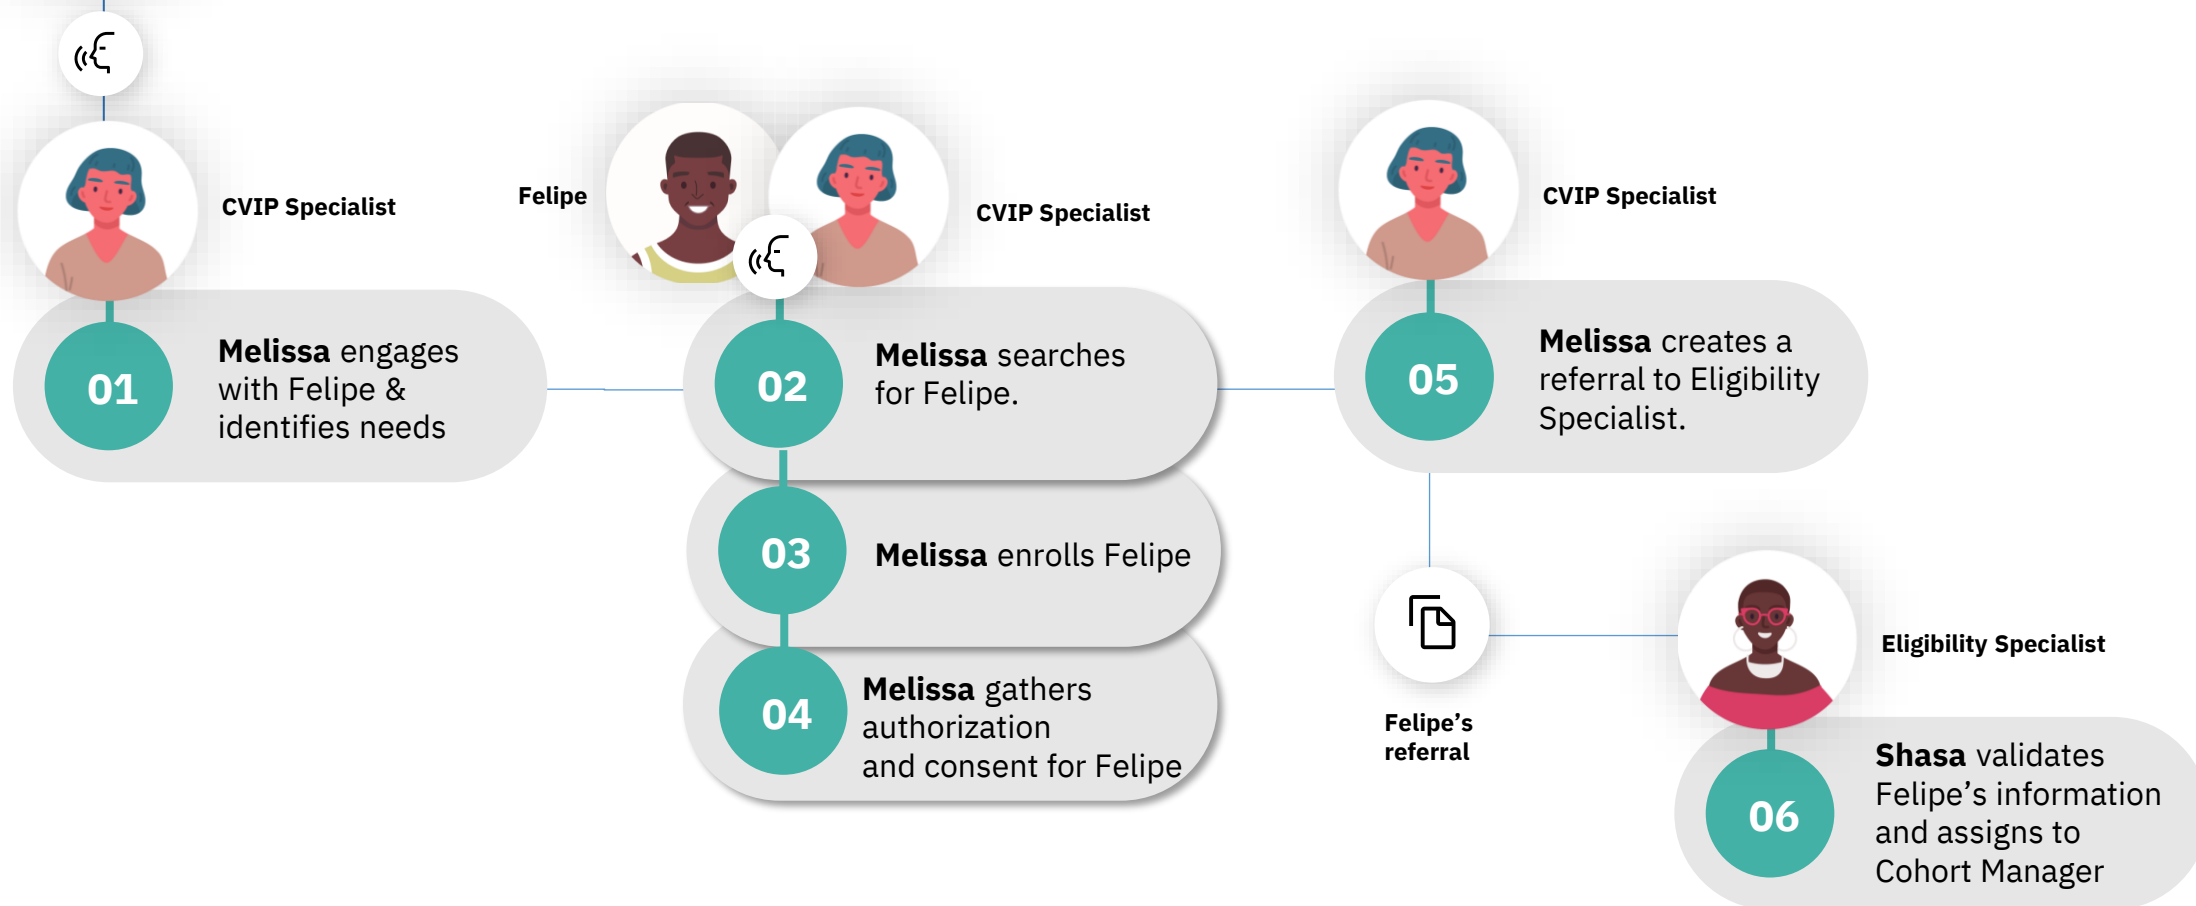 CVIP Specialist
01
Melissa engages
with Felipe &
identifies needs
Felipe
CVIP Specialist
02
Melissa searches
for Felipe.
03
Melissa enrolls Felipe
04
Melissa gathers
authorization
and consent for Felipe
CVIP Specialist
05
Melissa creates a
referral to Eligibility
Specialist.
Felipe’s
referral
Eligibility Specialist
06
Shasa validates
Felipe’s information
and assigns to
Cohort Manager